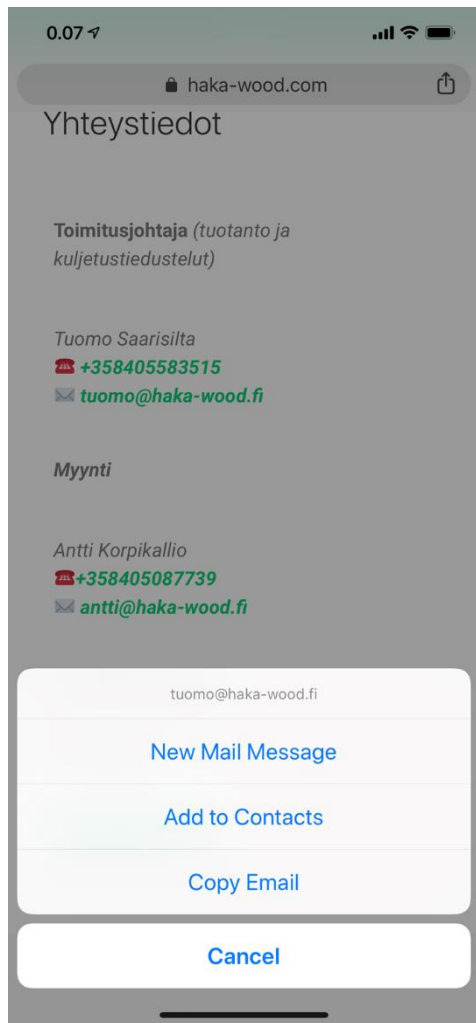 0.07
haka-wood.com
Yhteystiedot
Toimitusjohtaja (tuotanto ja
kuljetustiedustelut)
Tuomo Saarisilta
+358405583515
tuomo@haka-wood.fi
Myynti
Antti Korpikallio
+358405087739
antti@haka-wood.fi
tuomo@haka-wood.fi
New Mail Message
Add to Contacts
Copy Email
Cancel